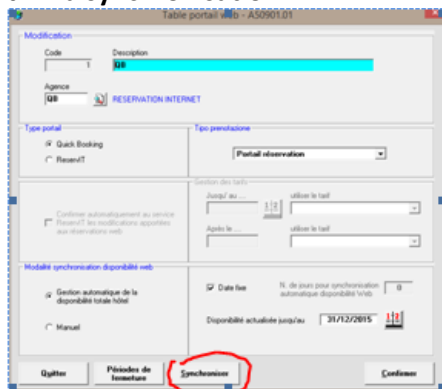 Table portail web - A50901.01
Modification
Code
Description
1
QB
Agence
QB
RESERVATION INTERNET
Type portail
Quick Booking
ReservIT
Tipo prenotazione
Portail réservation
Confirmer automatiquement au service
ReservIT les modifications apportées
aux réservations web
Gestion des tarifs
Jusqu' au ...
utiliser le tarif
Après le ...
utiliser le tarif
Modalité synchronisation disponibilité web
Gestion automatique de la
disponibilité totale hôtel
Manuel
Date fixe
N. de jours pour synchronisation
automatique disponibilité Web
0
Disponibilité actualisée jusqu'au
31/12/2015
Quitter
Périodes de
fermeture
Synchroniser
Confirmer